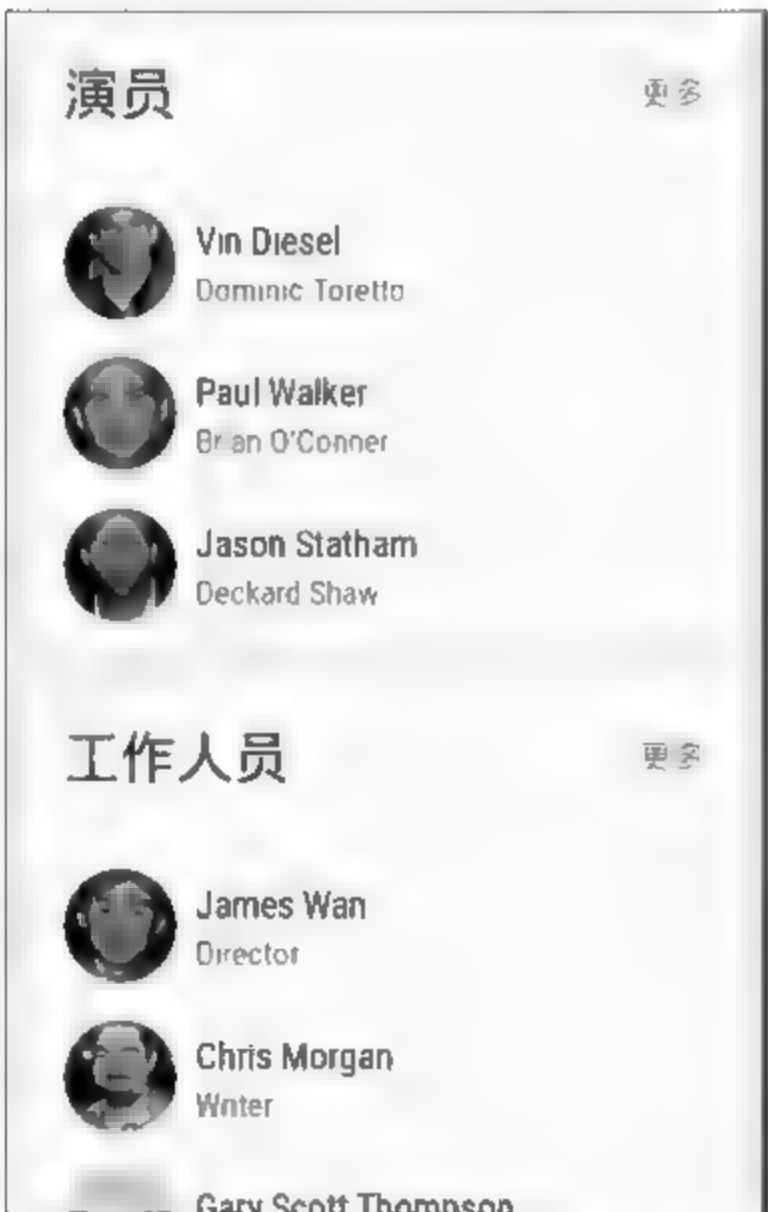 演员
更多
Vin Diesel
Dominic Toretto
Paul Walker
Brian O'Conner
Jason Statham
Deckard Shaw
工作人员
更多
James Wan
Director
Chris Morgan
Writer
Gary Scott Thompson